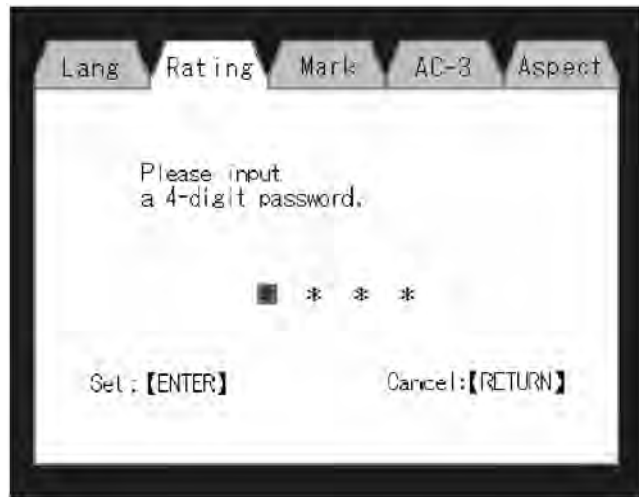 Lang Rating Mark AC-3 Aspect
Please input
a 4-digit password.
* * *
Set:【ENTER】 Cancel:【RETURN】